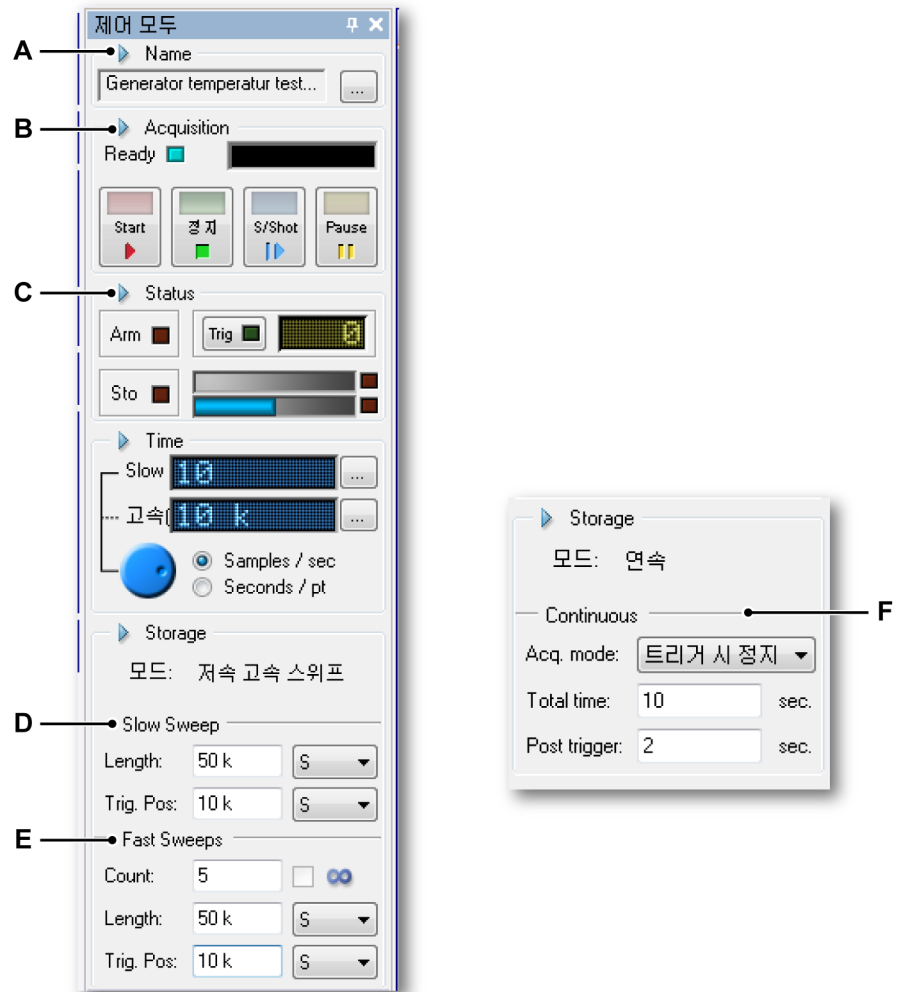 제어 모두
A
Name
Generator temperatur test...
...
B
Acquisition
Ready
Start
정지
S/Shot
Pause
C
Status
Arm
Trig
0
Sto
Time
Slow
10
...
고속(
10 k
...
Samples / sec
Seconds / pt
Storage
모드: 저속 고속 스위프
D
Slow Sweep
Length: 50 k S
Trig. Pos: 10 k S
E
Fast Sweeps
Count: 5
Length: 50 k S
Trig. Pos: 10 k S
Storage
모드: 연속
Continuous
F
Acq. mode: 트리거 시 정지
Total time: 10 sec.
Post trigger: 2 sec.